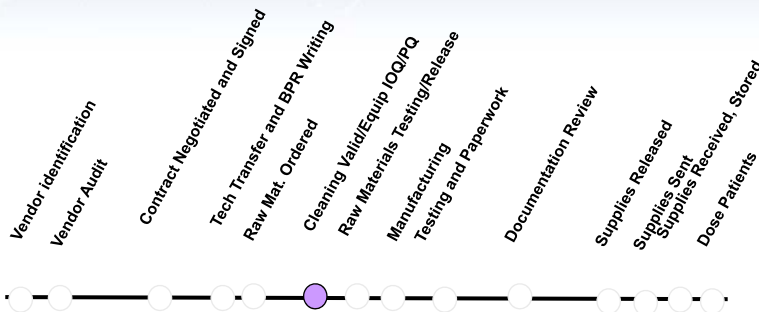 Vendor identification
Vendor Audit
Contract Negotiated and Signed
Tech Transfer and BPR Writing
Raw Mat. Ordered
Cleaning Valid/Equip IOQ/PQ
Raw Materials Testing/Release
Manufacturing
Testing and Paperwork
Documentation Review
Supplies Released
Supplies Sent
Supplies Received, Stored
Dose Patients